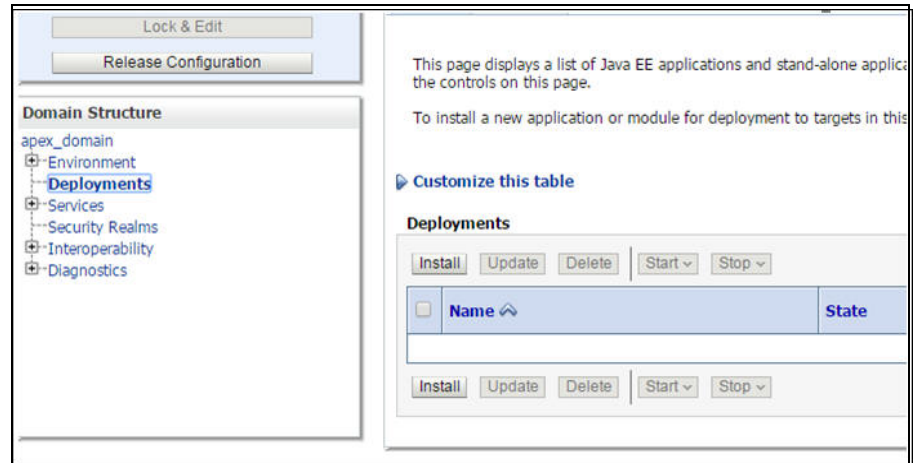 Lock & Edit
Release Configuration
Domain Structure
apex_domain
Environment
Deployments
Services
Security Realms
Interoperability
Diagnostics
This page displays a list of Java EE applications and stand-alone applica
the controls on this page.
To install a new application or module for deployment to targets in this
Customize this table
Deployments
Install Update Delete Start Stop
Name State
Install Update Delete Start Stop